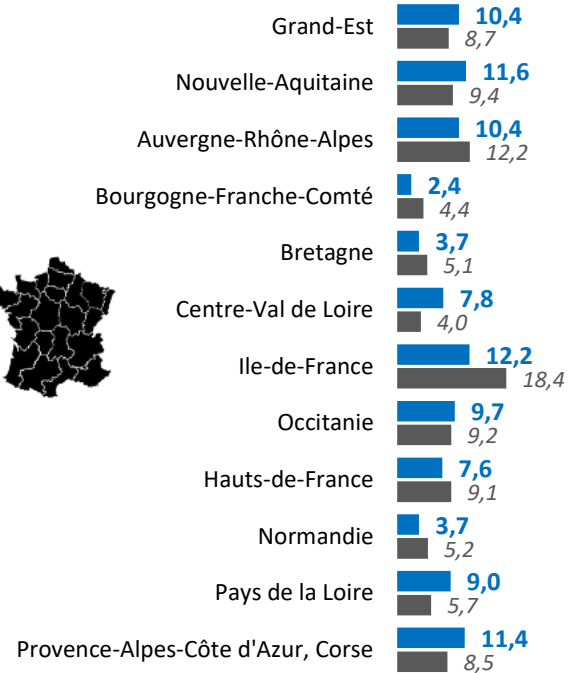 Grand-Est 10,4
8,7
Nouvelle-Aquitaine 11,6
9,4
Auvergne-Rhône-Alpes 10,4
12,2
Bourgogne-Franche-Comté 2,4
4,4
Bretagne 3,7
5,1
Centre-Val de Loire 7,8
4,0
Ile-de-France 12,2
18,4
Occitanie 9,7
9,2
Hauts-de-France 7,6
9,1
Normandie 3,7
5,2
Pays de la Loire 9,0
5,7
Provence-Alpes-Côte d'Azur, Corse 11,4
8,5